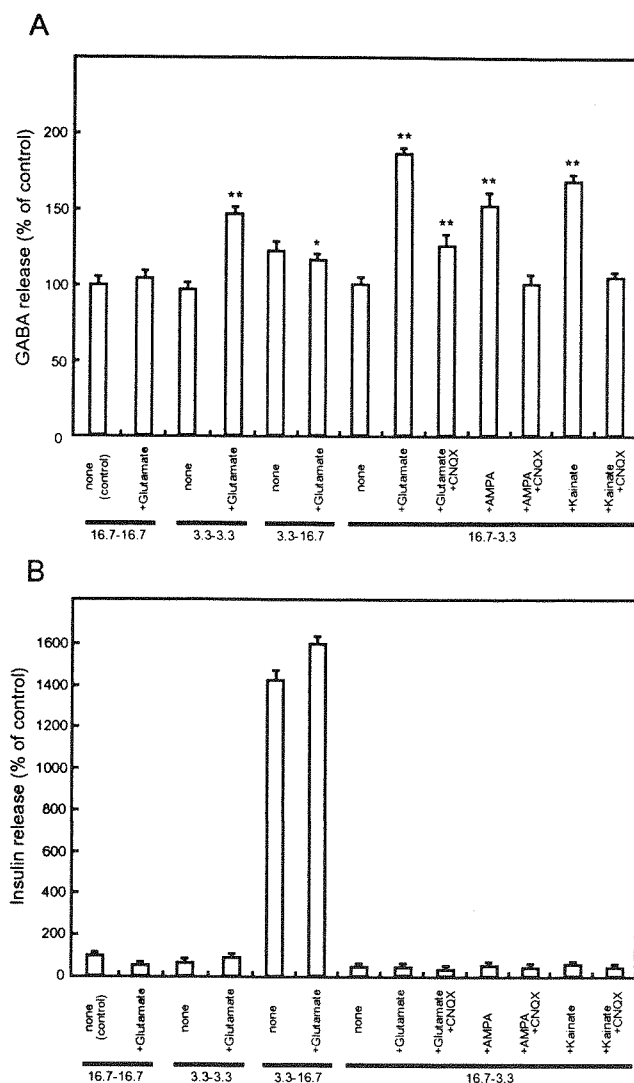 A
GABA release (% of control)
200
150
100
50
0
** * ** ** ** **
none
(control)
+Glutamate
none
+Glutamate
none
+Glutamate
none
+Glutamate
+Glutamate
+CNQX
+AMPA
+AMPA
+CNQX
+Kainate
+Kainate
+CNQX
16.7-16.7
3.3-3.3
3.3-16.7
16.7-3.3
B
Insulin release (% of control)
1600
1400
1200
1000
800
600
400
200
0
none
(control)
+Glutamate
none
+Glutamate
none
+Glutamate
none
+Glutamate
+Glutamate
+CNQX
+AMPA
+AMPA
+CNQX
+Kainate
+Kainate
+CNQX
16.7-16.7
3.3-3.3
3.3-16.7
16.7-3.3